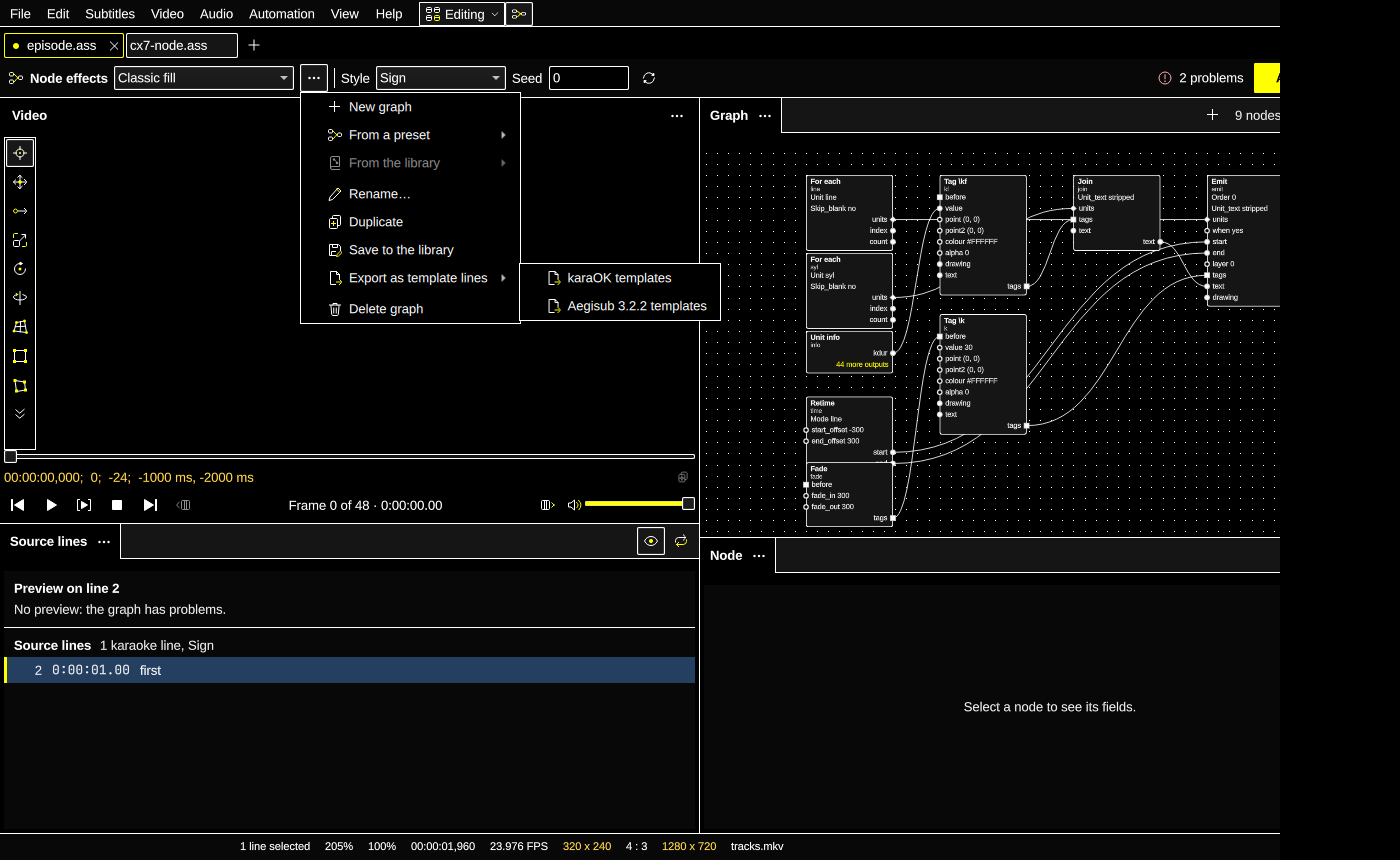 File Edit Subtitles Video Audio Automation View Help Editing
episode.ass cx7-node.ass
Node effects Classic fill Style Sign Seed 0 2 problems
New graph
From a preset
From the library
Rename…
Duplicate
Save to the library
Export as template lines
Delete graph
karaOK templates
Aegisub 3.2.2 templates
Video
00:00:00,000; 0; -24; -1000 ms, -2000 ms
Frame 0 of 48 · 0:00:00.00
Source lines
Preview on line 2
No preview: the graph has problems.
Source lines 1 karaoke line, Sign
2 0:00:01.00 first
Graph 9 nodes
For each
line
Unit line
Skip_blank no
units
index
count
For each
syl
Unit syl
Skip_blank no
units
index
count
Unit info
info
kdur
44 more outputs
Retime
time
Mode line
start_offset -300
end_offset 300
start
Fade
fade
before
fade_in 300
fade_out 300
tags
Tag \kf
kf
before
value
point (0, 0)
point2 (0, 0)
colour #FFFFFF
alpha 0
drawing
text
tags
Tag \k
k
before
value 30
point (0, 0)
point2 (0, 0)
colour #FFFFFF
alpha 0
drawing
text
tags
Join
join
Unit_text stripped
units
tags
text
text
Emit
emit
Order 0
Unit_text stripped
units
when yes
start
end
layer 0
tags
text
drawing
Node
Select a node to see its fields.
1 line selected 205% 100% 00:00:01,960 23.976 FPS 320 x 240 4 : 3 1280 x 720 tracks.mkv